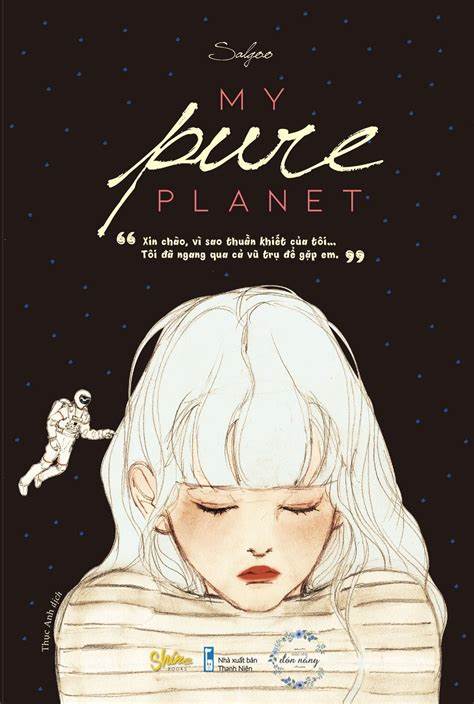 Salgoo
MY
pure
PLANET
“ Xin chào, vì sao thuần khiết của tôi...
Tôi đã ngang qua cả vũ trụ để gặp em. ”
Thục Anh dịch
Shine
BOOKS
Nhà xuất bản
Thanh Niên
đón nắng